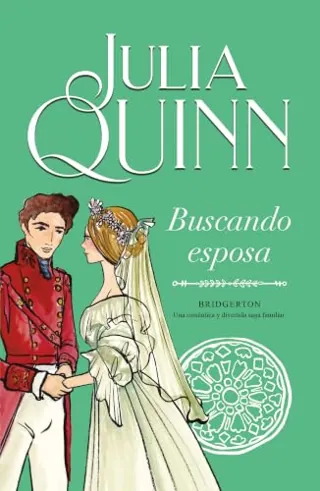 JULIA
QUINN
Buscando
esposa
BRIDGERTON
Una romántica y divertida saga familiar